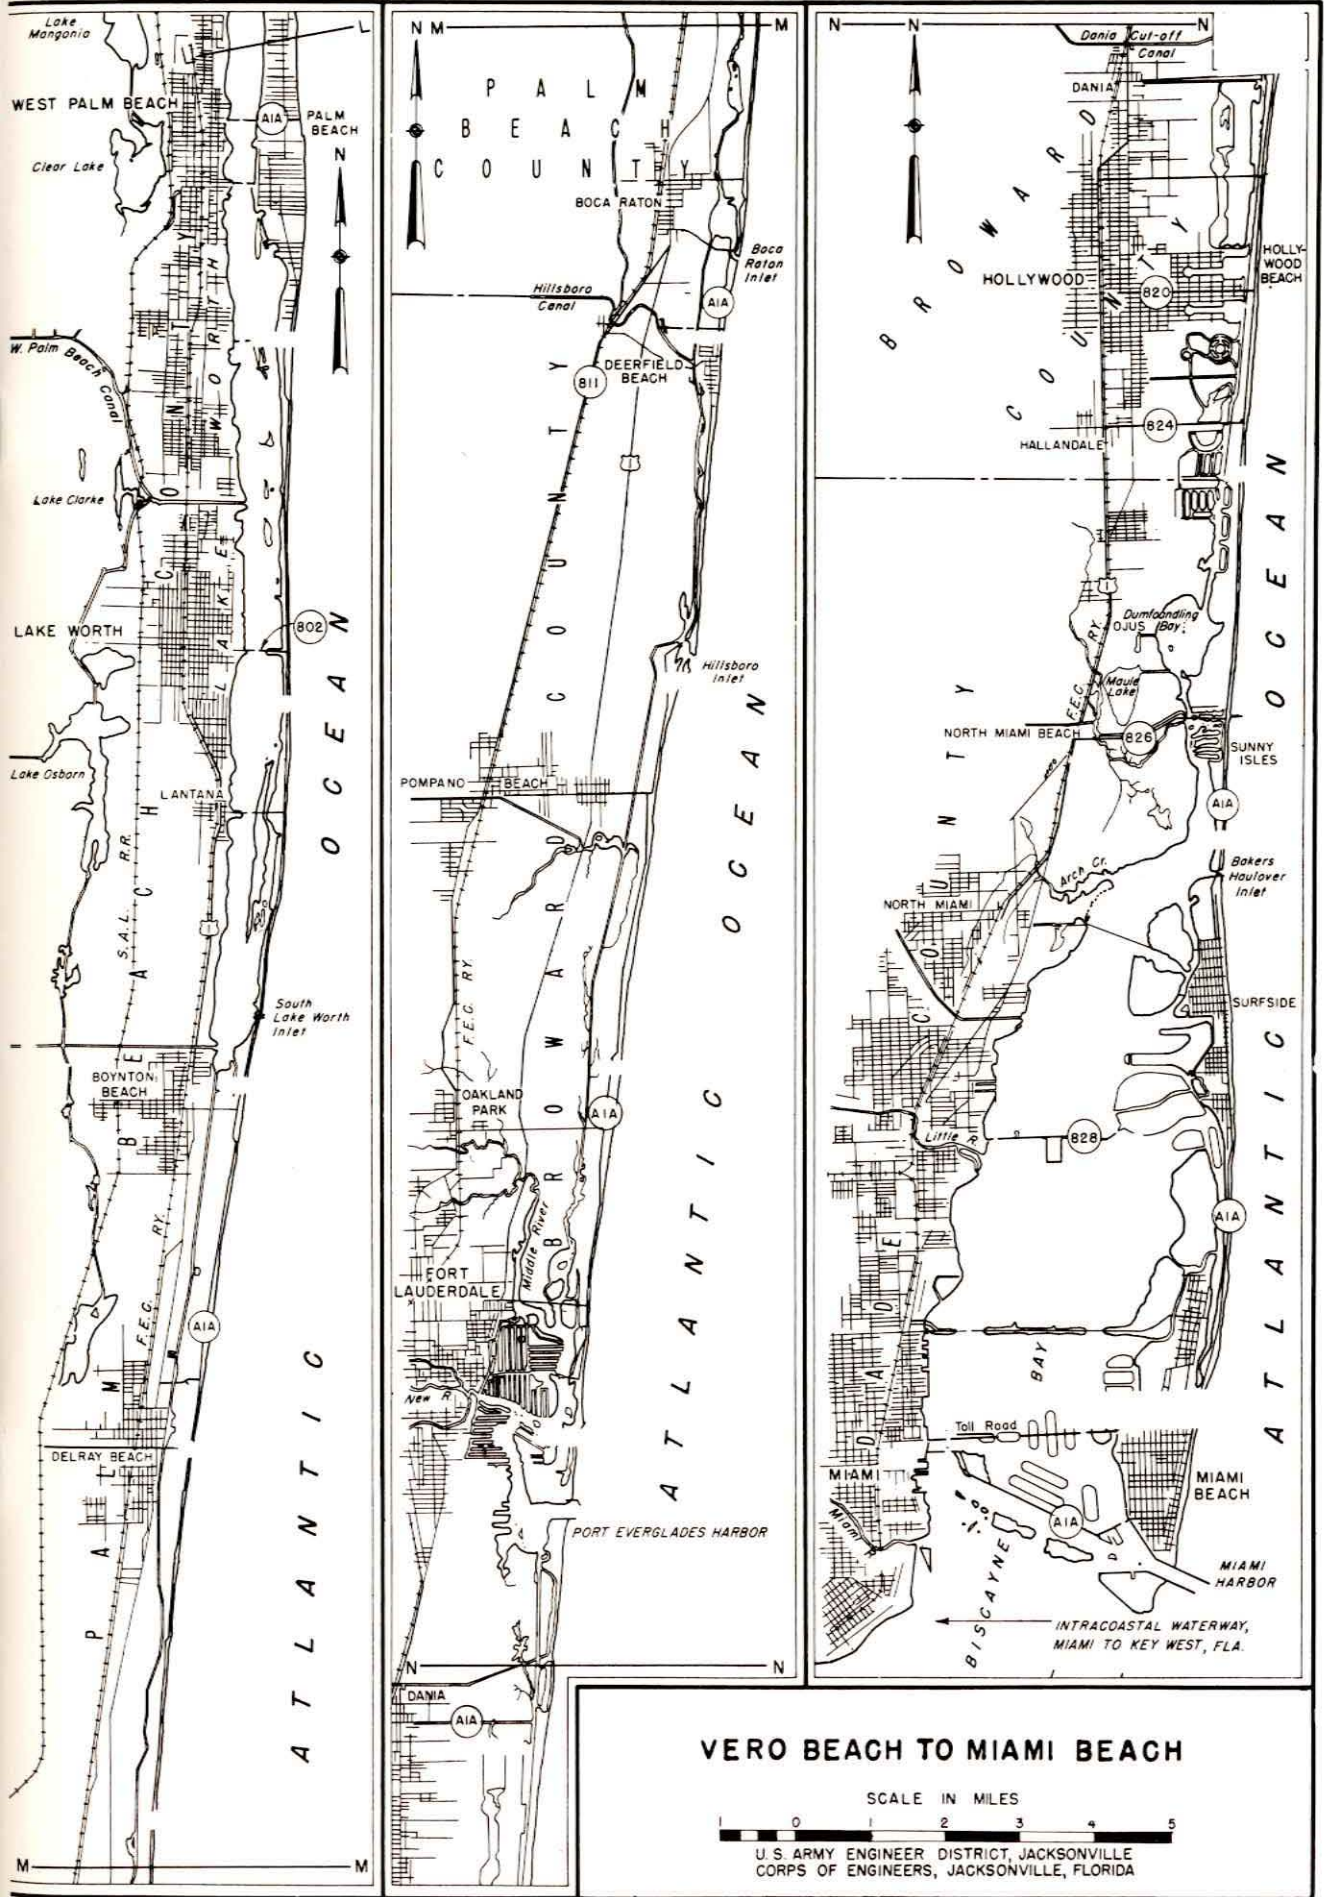 Lake
Mangonia
L
WEST PALM BEACH
A1A
PALM
BEACH
N
Clear Lake
W. Palm Beach Canal
Lake Clarke
LAKE WORTH
LAKE WORTH
802
Lake Osborn
LANTANA
S.A.L. R.R.
1
South
Lake Worth
Inlet
BOYNTON
BEACH
F.E.C. RY.
A1A
DELRAY BEACH
PALM BEACH COUNTY
ATLANTIC OCEAN
M M
N M M
PALM
BEACH
COUNTY
BOCA RATON
Boca
Raton
Inlet
Hillsboro
Canal
A1A
DEERFIELD
BEACH
811
1
Hillsboro
Inlet
POMPANO BEACH
F.E.C. RY.
OAKLAND
PARK
A1A
Middle River
FORT
LAUDERDALE
New R.
PORT EVERGLADES HARBOR
BROWARD COUNTY
ATLANTIC OCEAN
N N
DANIA
A1A
N N N
Dania Cut-off
Canal
DANIA
BROWARD
COUNTY
HOLLYWOOD
820
HOLLY-
WOOD
BEACH
824
HALLANDALE
1
Dumfoundling
Bay
OJUS
F.E.C. RY.
Maule
Lake
NORTH MIAMI BEACH
826
SUNNY
ISLES
A1A
Arch Cr.
Bakers
Haulover
Inlet
NORTH MIAMI
SURFSIDE
Little R.
828
A1A
DADE COUNTY
Toll Road
MIAMI
Miami R.
MIAMI
BEACH
A1A
MIAMI
HARBOR
BISCAYNE BAY
INTRACOASTAL WATERWAY,
MIAMI TO KEY WEST, FLA.
ATLANTIC OCEAN
VERO BEACH TO MIAMI BEACH
SCALE IN MILES
1 0 1 2 3 4 5
U. S. ARMY ENGINEER DISTRICT, JACKSONVILLE
CORPS OF ENGINEERS, JACKSONVILLE, FLORIDA